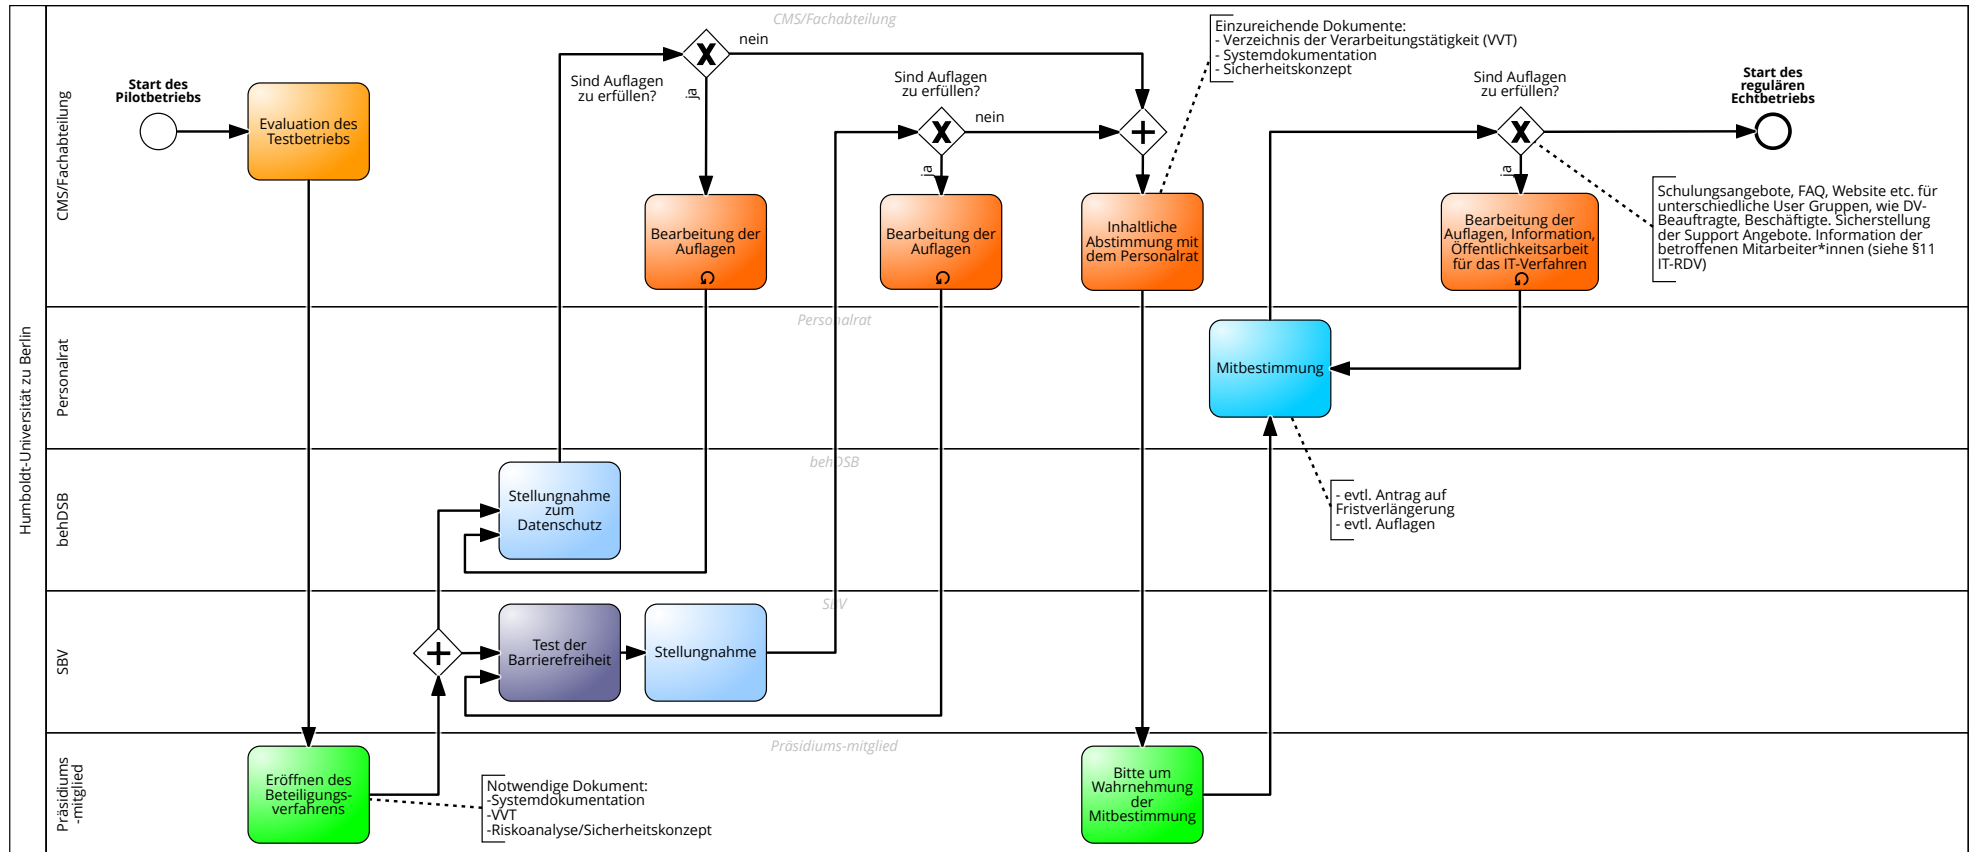 Humboldt-Universität zu Berlin
CMS/Fachabteilung
CMS/Fachabteilung
Start des
Pilotbetriebs
Evaluation des
Testbetriebs
Sind Auflagen
zu erfüllen?
nein
ja
Bearbeitung der
Auflagen
Sind Auflagen
zu erfüllen?
nein
ja
Bearbeitung der
Auflagen
Einzureichende Dokumente:
- Verzeichnis der Verarbeitungstätigkeit (VVT)
- Systemdokumentation
- Sicherheitskonzept
Inhaltliche
Abstimmung mit
dem Personalrat
Sind Auflagen
zu erfüllen?
ja
Bearbeitung der
Auflagen, Information,
Öffentlichkeitsarbeit
für das IT-Verfahren
Start des
regulären
Echtbetriebs
Schulungsangebote, FAQ, Website etc. für
unterschiedliche User Gruppen, wie DV-
Beauftragte, Beschäftigte. Sicherstellung
der Support Angebote. Information der
betroffenen Mitarbeiter*innen (siehe §11
IT-RDV)
Personalrat
Personalrat
Mitbestimmung
behDSB
behDSB
Stellungnahme
zum
Datenschutz
- evtl. Antrag auf
Fristverlängerung
- evtl. Auflagen
SBV
SBV
Test der
Barrierefreiheit
Stellungnahme
Präsidiums
-mitglied
Präsidiums-mitglied
Eröffnen des
Beteiligungs-
verfahrens
Notwendige Dokument:
-Systemdokumentation
-VVT
-Riskoanalyse/Sicherheitskonzept
Bitte um
Wahrnehmung
der
Mitbestimmung